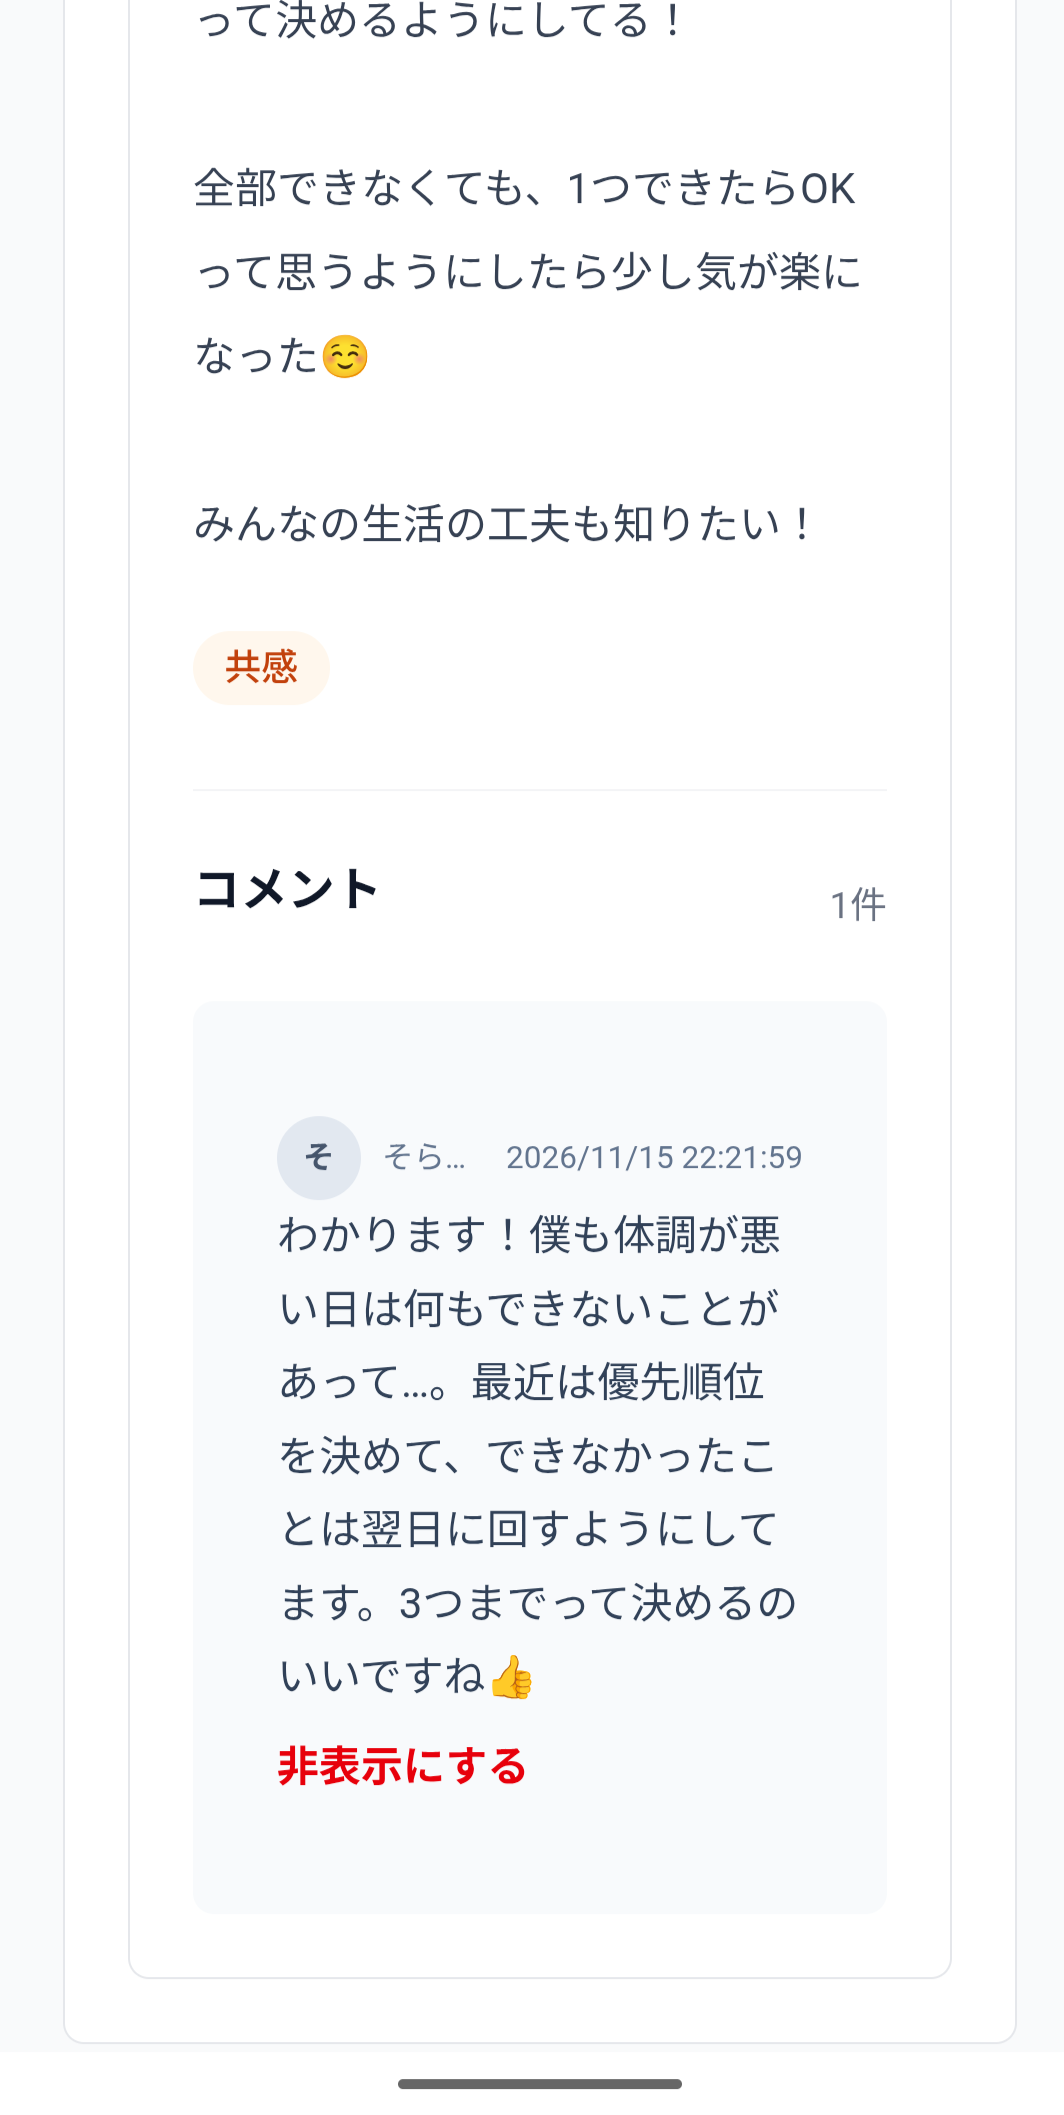 って決めるようにしてる！
全部できなくても、1つできたらOK
って思うようにしたら少し気が楽に
なった☺️
みんなの生活の工夫も知りたい！
共感
コメント
1件
そ そら… 2026/11/15 22:21:59
わかります！僕も体調が悪
い日は何もできないことが
あって…。最近は優先順位
を決めて、できなかったこ
とは翌日に回すようにして
ます。3つまでって決めるの
いいですね👍
非表示にする